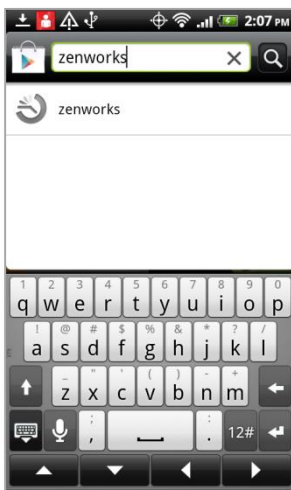 2:07 PM
zenworks
zenworks
1 2 3 4 5 6 7 8 9 0
q w e r t y u i o p
! @ # $ % & * ? /
a s d f g h j k l
_ " ' ( ) - +
z x c v b n m
; :
, . 12#